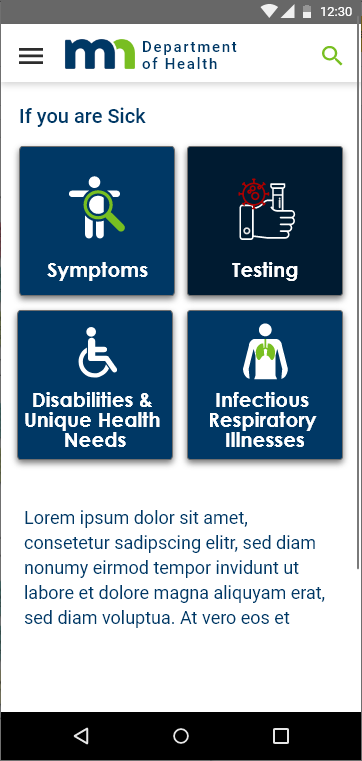 12:30
mn Department
of Health
If you are Sick
Symptoms
Testing
Disabilities &
Unique Health
Needs
Infectious
Respiratory
Illnesses
Lorem ipsum dolor sit amet,
consetetur sadipscing elitr, sed diam
nonumy eirmod tempor invidunt ut
labore et dolore magna aliquyam erat,
sed diam voluptua. At vero eos et